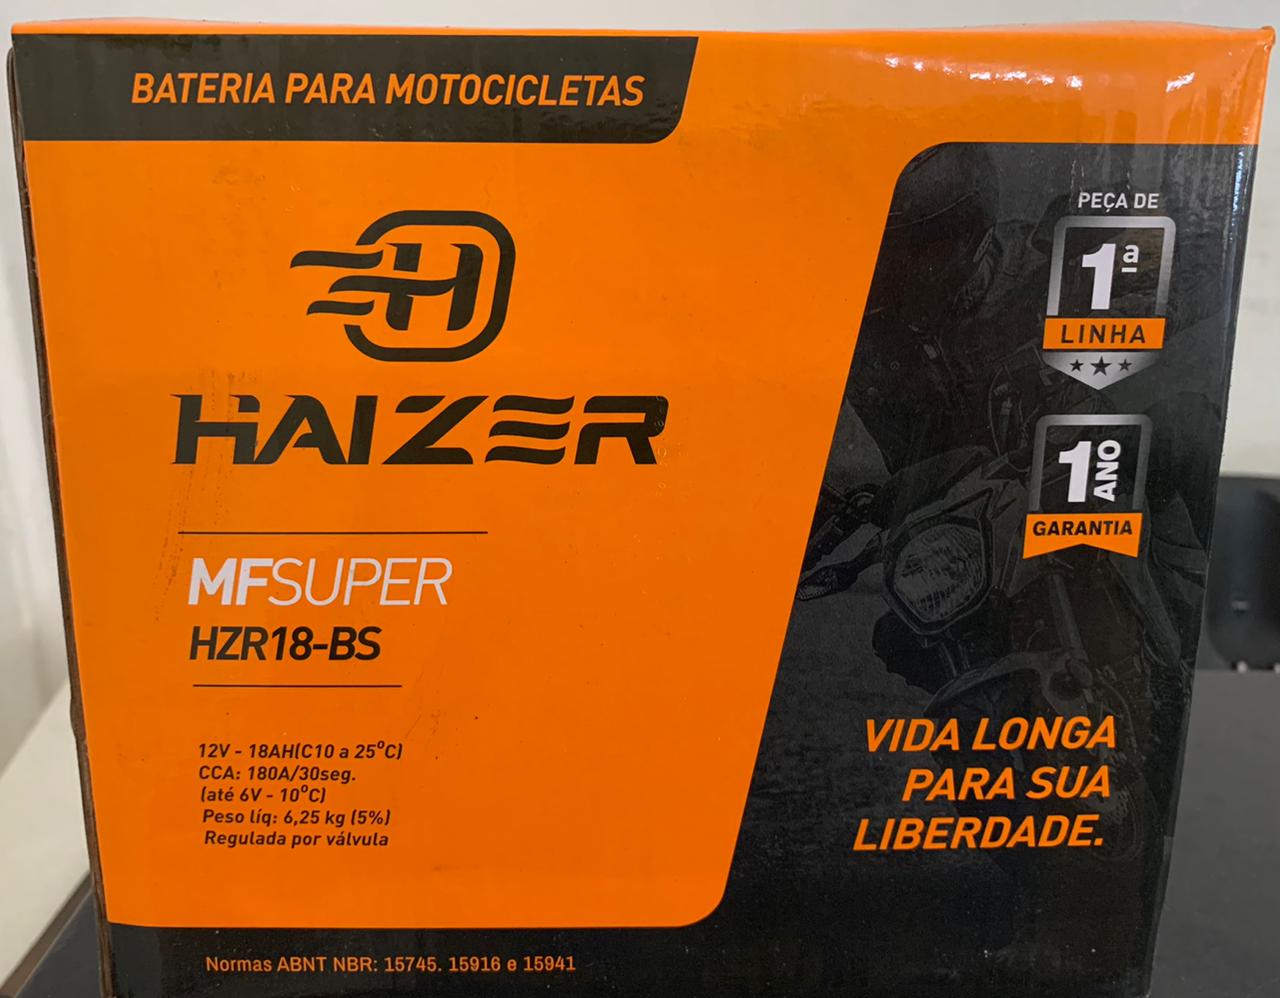 BATERIA PARA MOTOCICLETAS
H
HAIZER
MFSUPER
HZR18-BS
12V - 18AH(C10 a 25ºC)
CCA: 180A/30seg.
(até 6V - 10ºC)
Peso líq: 6,25 kg (5%)
Regulada por válvula
Normas ABNT NBR: 15745. 15916 e 15941
PEÇA DE
1ª
LINHA
1 ANO
GARANTIA
VIDA LONGA
PARA SUA
LIBERDADE.